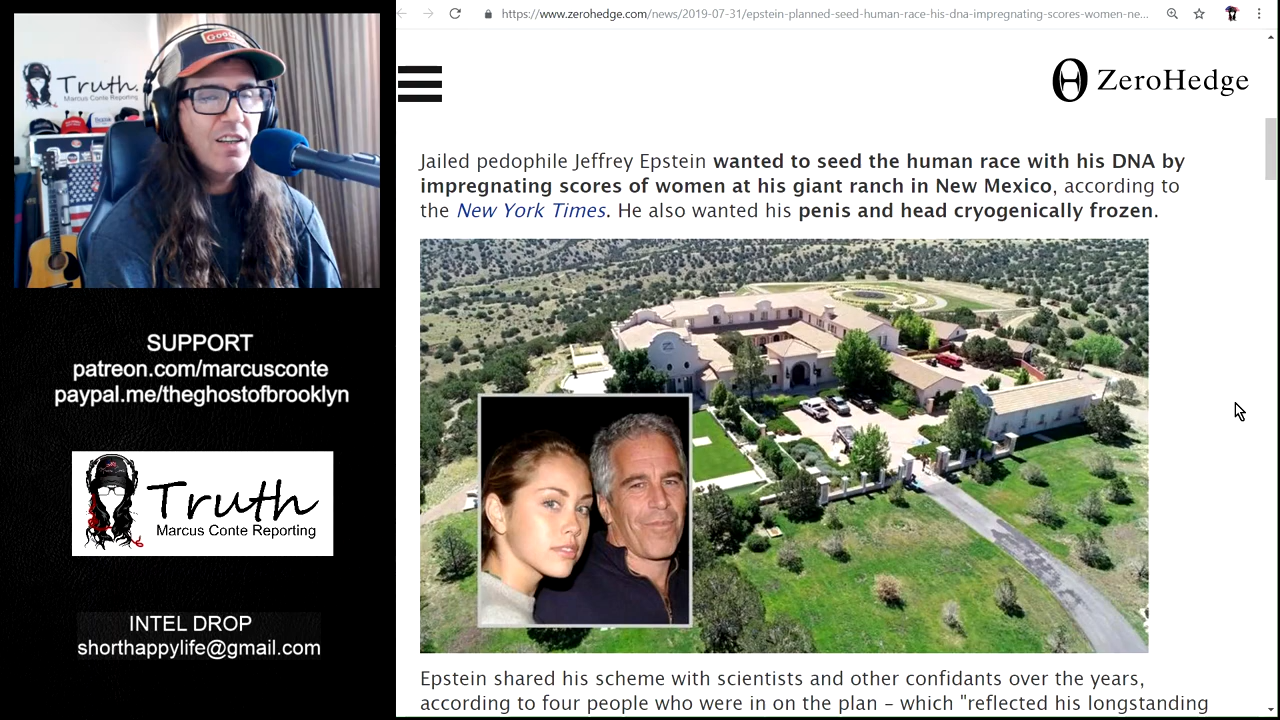 Good
Truth.
Marcus Conte Reporting
SUPPORT
patreon.com/marcusconte
paypal.me/theghostofbrooklyn
Truth
Marcus Conte Reporting
INTEL DROP
shorthappylife@gmail.com
https://www.zerohedge.com/news/2019-07-31/epstein-planned-seed-human-race-his-dna-impregnating-scores-women-ne...
ZeroHedge
Jailed pedophile Jeffrey Epstein wanted to seed the human race with his DNA by
impregnating scores of women at his giant ranch in New Mexico, according to
the New York Times. He also wanted his penis and head cryogenically frozen.
Epstein shared his scheme with scientists and other confidants over the years,
according to four people who were in on the plan – which "reflected his longstanding